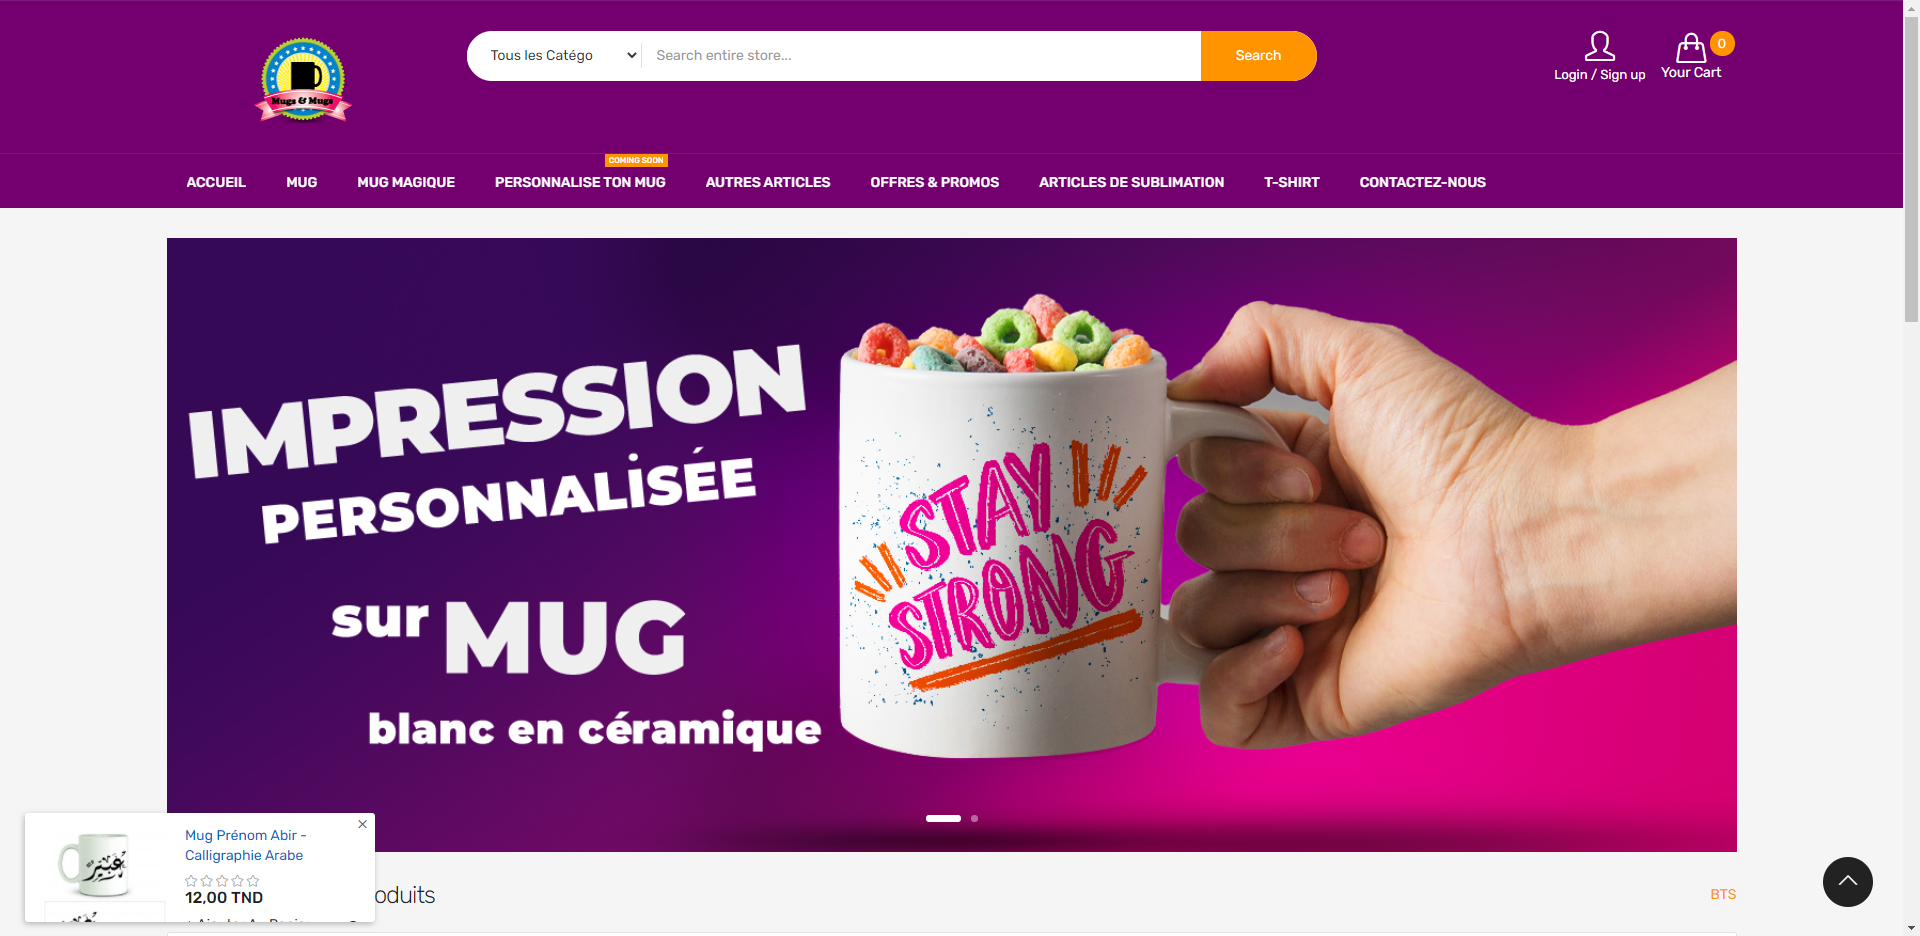 Mugs & Mugs
Tous les Catégo
Search entire store...
Search
Login / Sign up
0
Your Cart
COMING SOON
ACCUEIL
MUG
MUG MAGIQUE
PERSONNALISE TON MUG
AUTRES ARTICLES
OFFRES & PROMOS
ARTICLES DE SUBLIMATION
T-SHIRT
CONTACTEZ-NOUS
IMPRESSION
PERSONNALISÉE
sur MUG
blanc en céramique
STAY
STRONG
Mug Prénom Abir -
Calligraphie Arabe
عبير
12,00 TND
oduits
BTS